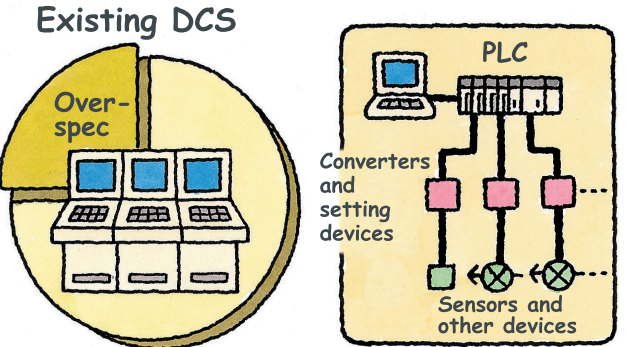 Existing DCS
Over-
spec
PLC
Converters
and
setting
devices
Sensors and
other devices